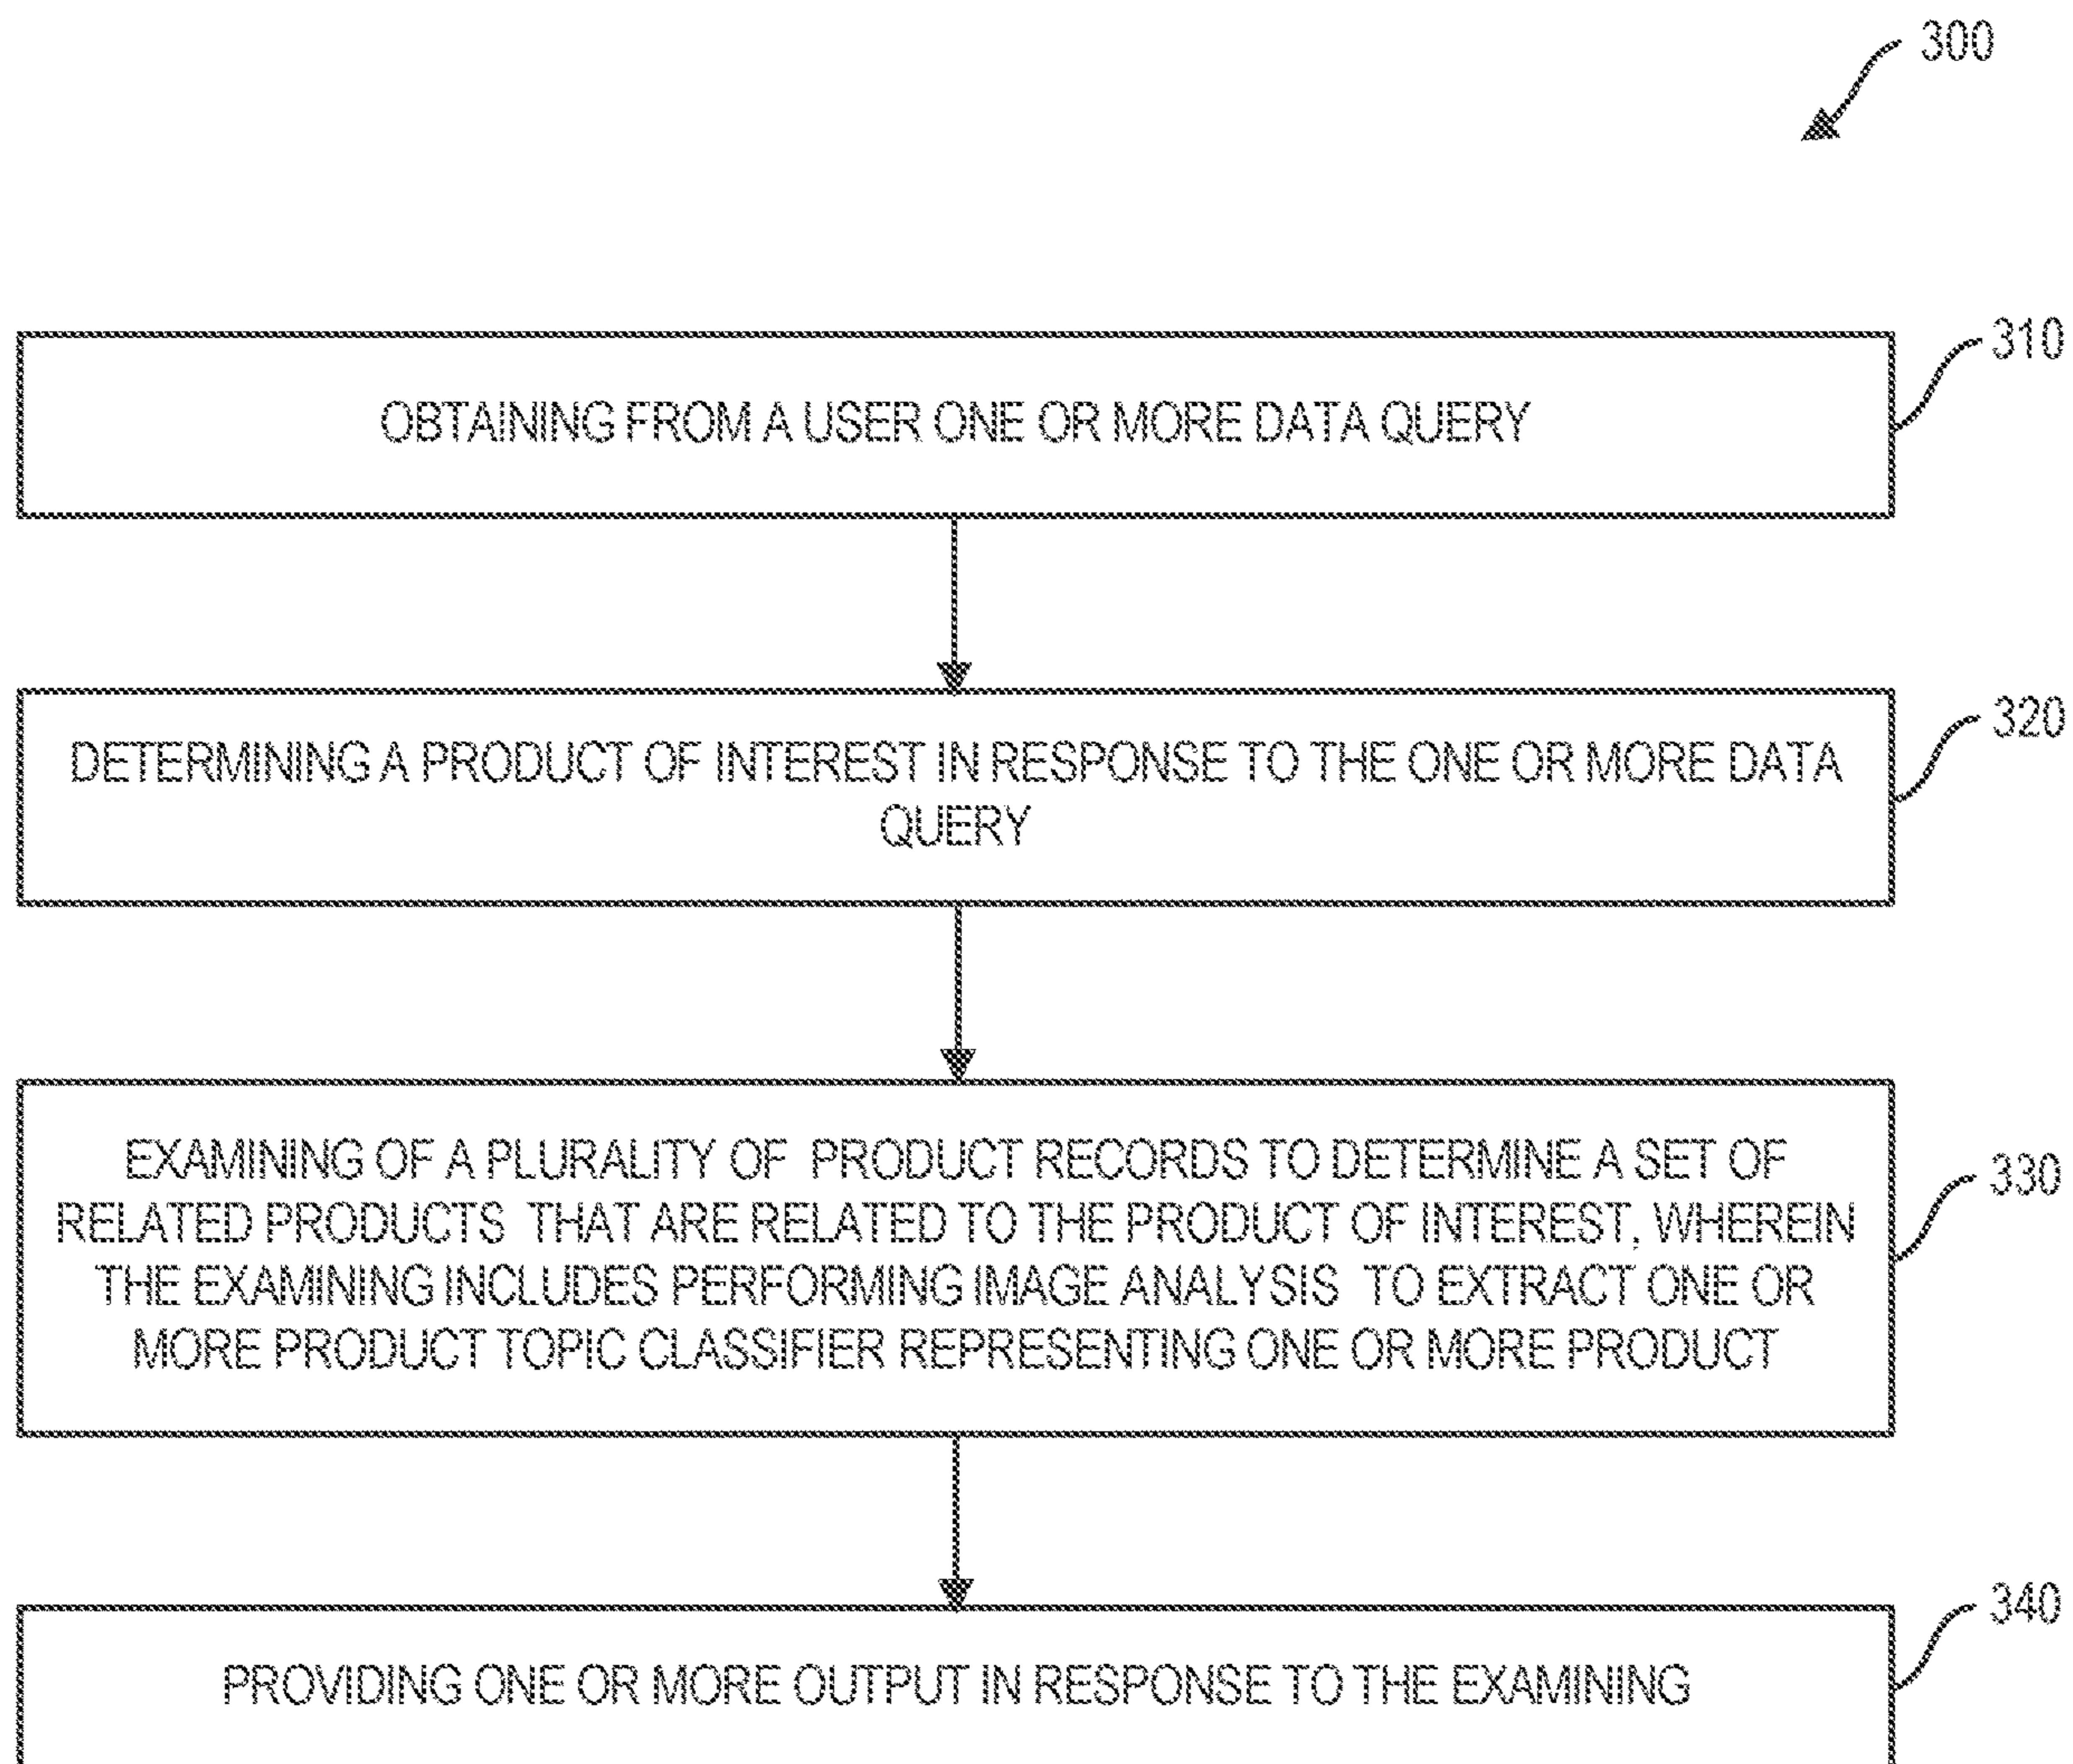 300
310
OBTAINING FROM A USER ONE OR MORE DATA QUERY
320
DETERMINING A PRODUCT OF INTEREST IN RESPONSE TO THE ONE OR MORE DATA
QUERY
EXAMINING OF A PLURALITY OF PRODUCT RECORDS TO DETERMINE A SET OF
330
RELATED PRODUCTS THAT ARE RELATED TO THE PRODUCT OF INTEREST, WHEREIN
THE EXAMINING INCLUDES PERFORMING IMAGE ANALYSIS TO EXTRACT ONE OR
MORE PRODUCT TOPIC CLASSIFIER REPRESENTING ONE OR MORE PRODUCT
340
PROVIDING ONE OR MORE OUTPUT IN RESPONSE TO THE EXAMINING